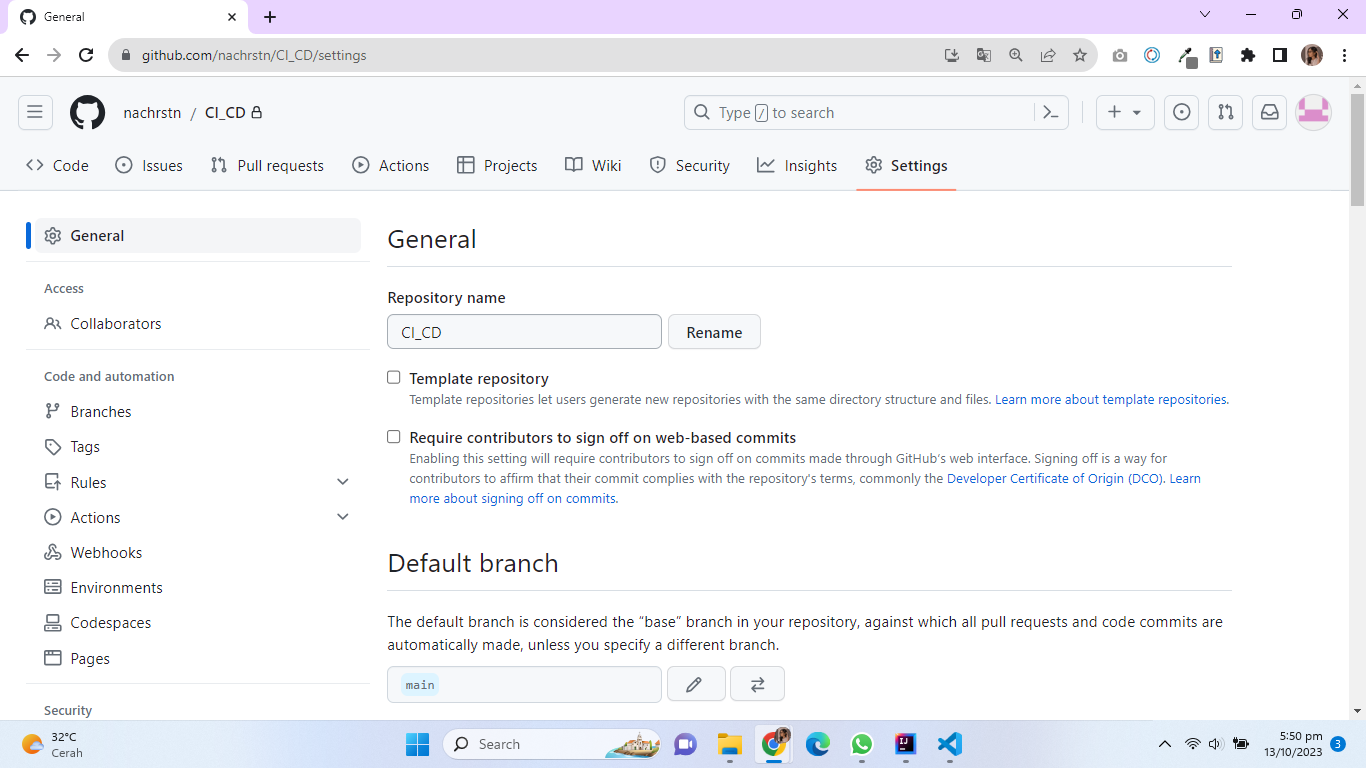 General
github.com/nachrstn/CI_CD/settings
nachrstn / CI_CD
Type / to search
Code
Issues
Pull requests
Actions
Projects
Wiki
Security
Insights
Settings
General
Access
Collaborators
Code and automation
Branches
Tags
Rules
Actions
Webhooks
Environments
Codespaces
Pages
Security
General
Repository name
CI_CD
Rename
Template repository
Template repositories let users generate new repositories with the same directory structure and files. Learn more about template repositories.
Require contributors to sign off on web-based commits
Enabling this setting will require contributors to sign off on commits made through GitHub's web interface. Signing off is a way for
contributors to affirm that their commit complies with the repository's terms, commonly the Developer Certificate of Origin (DCO). Learn
more about signing off on commits.
Default branch
The default branch is considered the “base” branch in your repository, against which all pull requests and code commits are
automatically made, unless you specify a different branch.
main
32°C
Cerah
Search
5:50 pm
13/10/2023
3